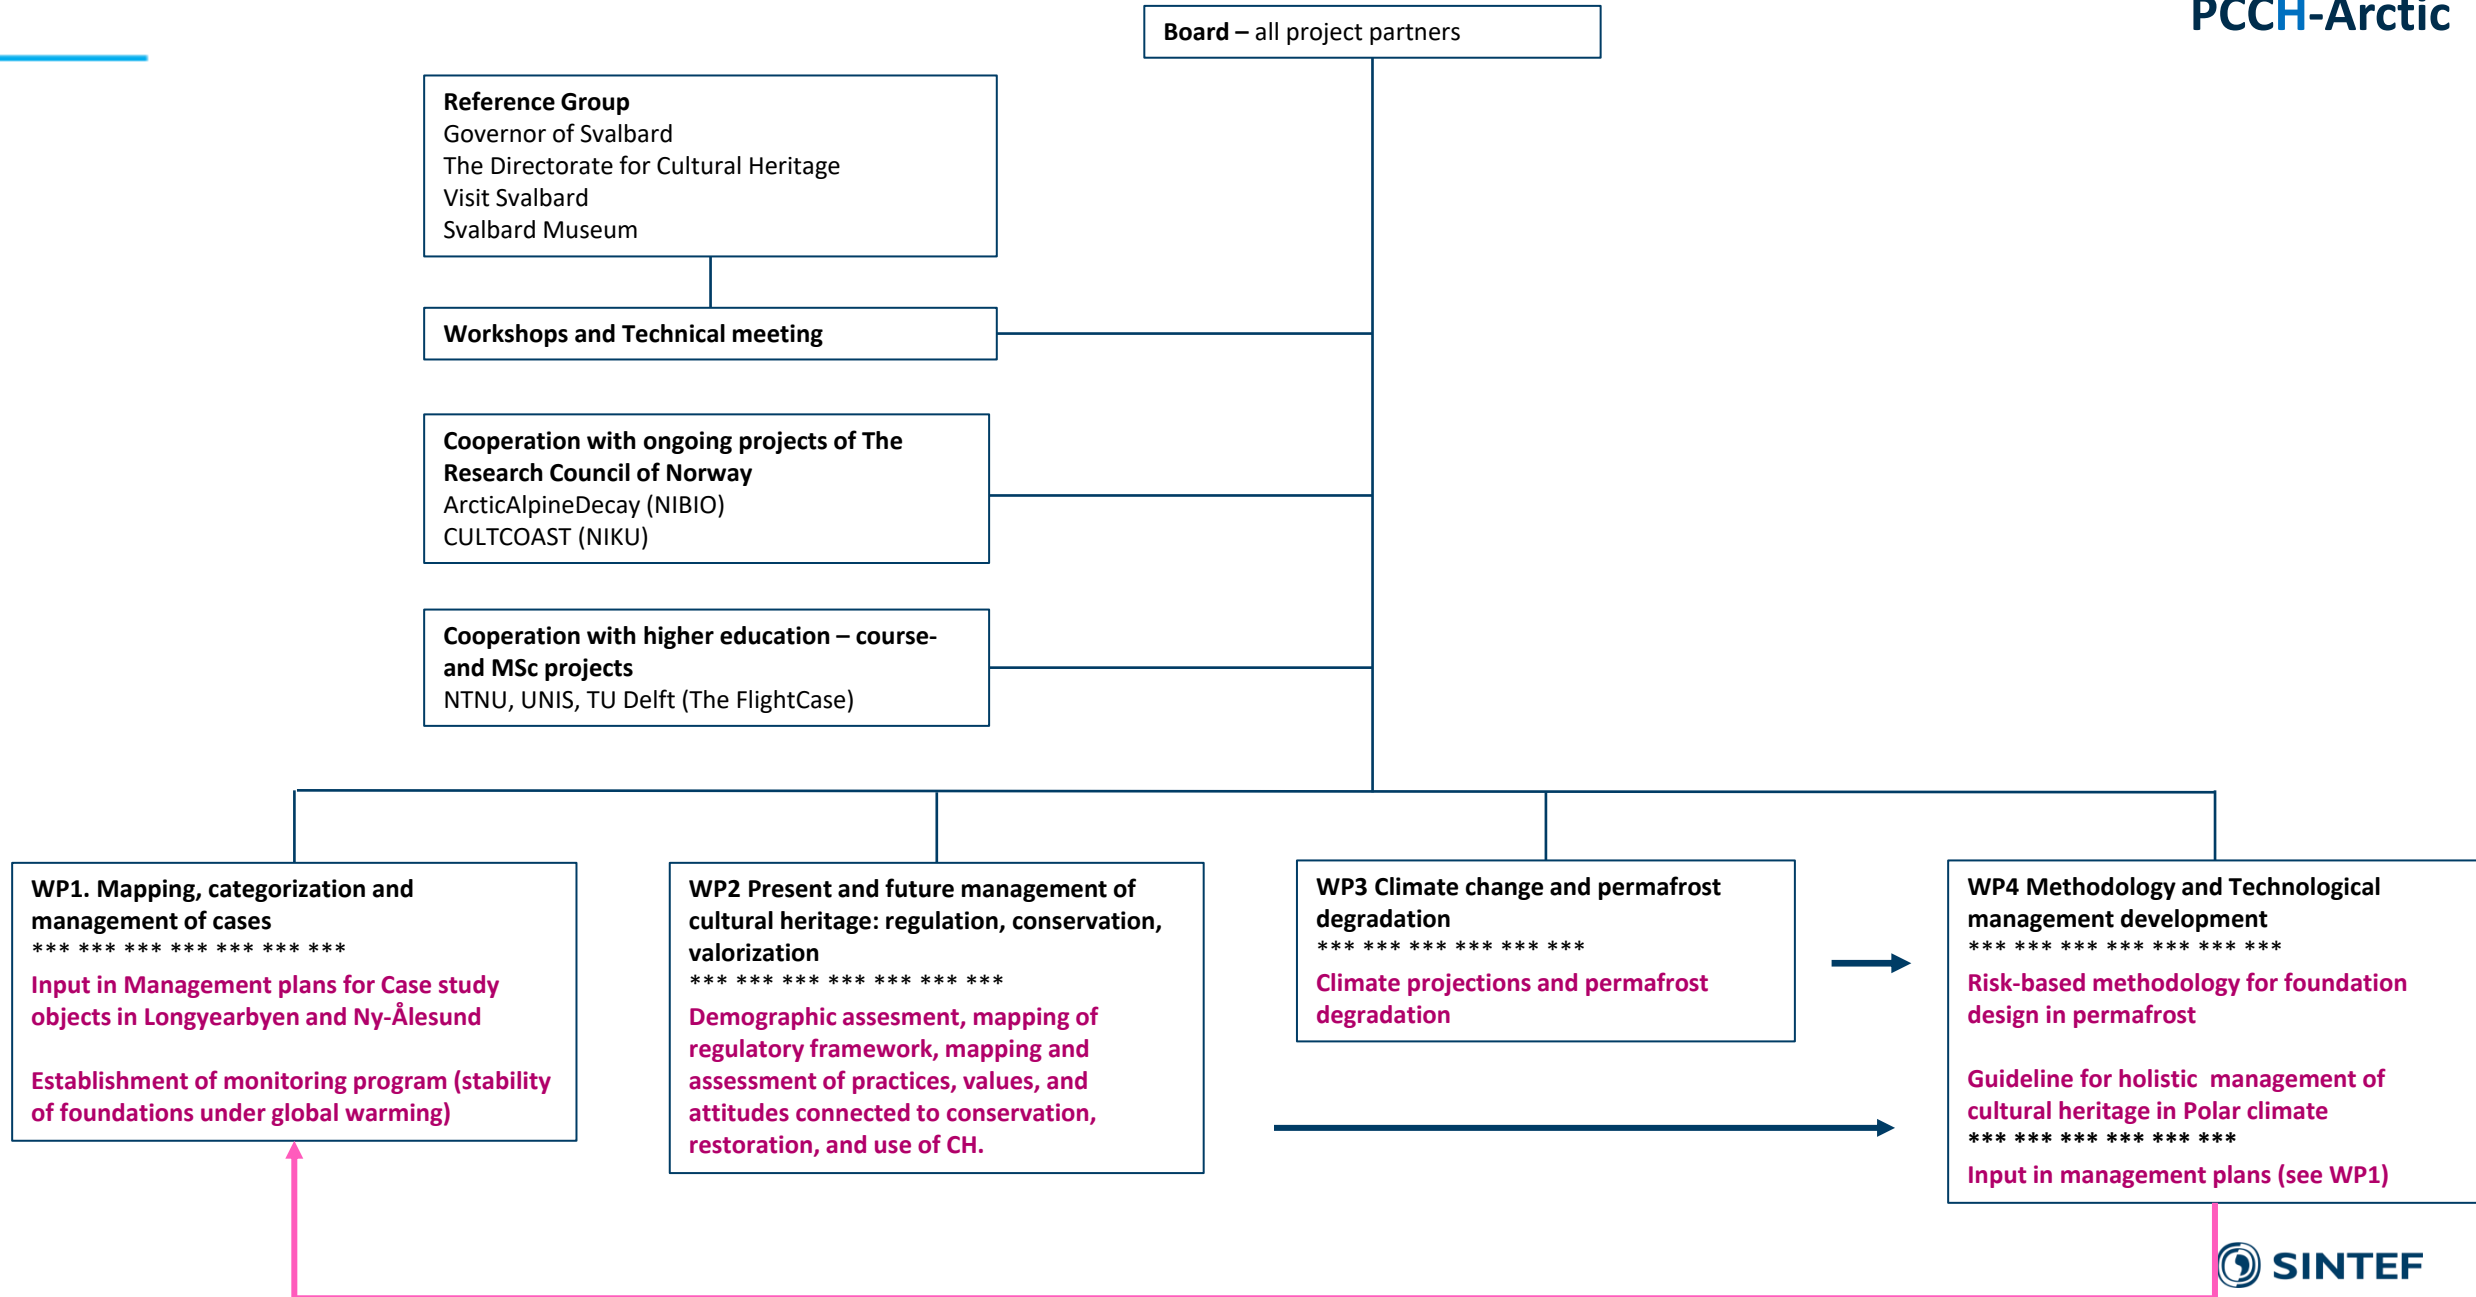 PCCH-Arctic
Board – all project partners
Reference Group
Governor of Svalbard
The Directorate for Cultural Heritage
Visit Svalbard
Svalbard Museum
Workshops and Technical meeting
Cooperation with ongoing projects of The
Research Council of Norway
ArcticAlpineDecay (NIBIO)
CULTCOAST (NIKU)
Cooperation with higher education – course-
and MSc projects
NTNU, UNIS, TU Delft (The FlightCase)
WP1. Mapping, categorization and
management of cases
*** *** *** *** *** *** ***
Input in Management plans for Case study
objects in Longyearbyen and Ny-Ålesund
Establishment of monitoring program (stability
of foundations under global warming)
WP2 Present and future management of
cultural heritage: regulation, conservation,
valorization
*** *** *** *** *** *** ***
Demographic assesment, mapping of
regulatory framework, mapping and
assessment of practices, values, and
attitudes connected to conservation,
restoration, and use of CH.
WP3 Climate change and permafrost
degradation
*** *** *** *** *** ***
Climate projections and permafrost
degradation
WP4 Methodology and Technological
management development
*** *** *** *** *** *** ***
Risk-based methodology for foundation
design in permafrost
Guideline for holistic  management of
cultural heritage in Polar climate
*** *** *** *** *** ***
Input in management plans (see WP1)
SINTEF